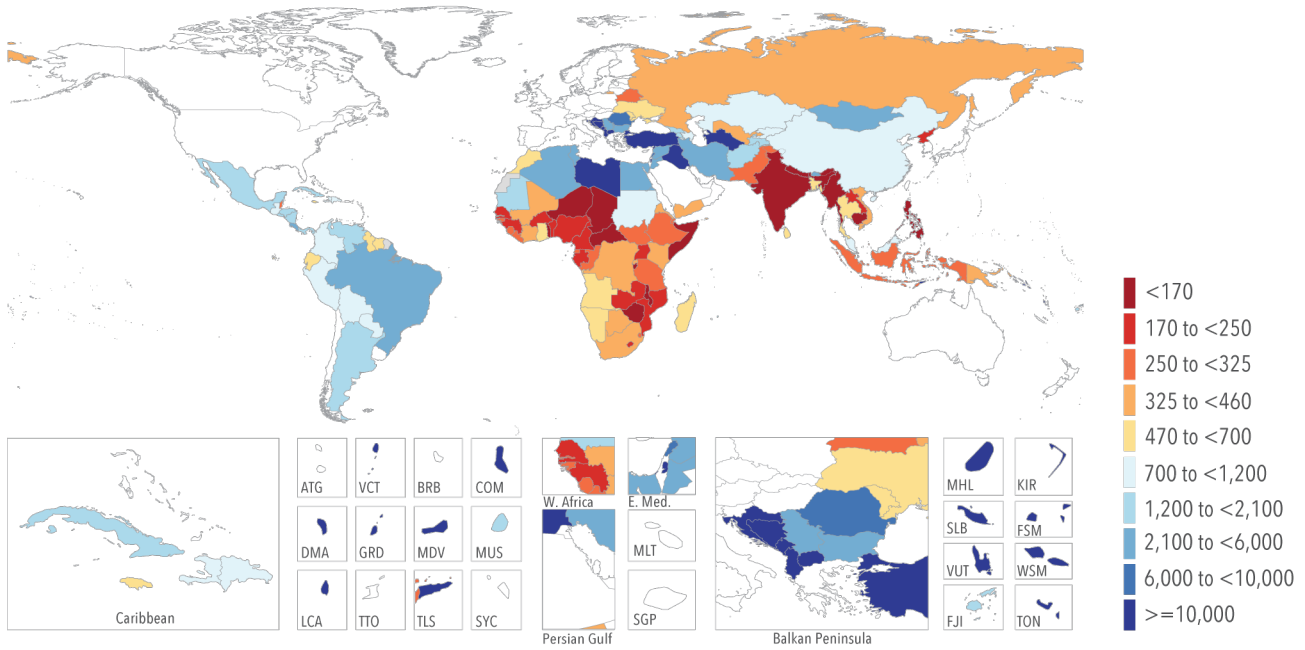 <170
170 to <250
250 to <325
325 to <460
470 to <700
700 to <1,200
1,200 to <2,100
2,100 to <6,000
6,000 to <10,000
>=10,000
Caribbean
ATG
VCT
BRB
COM
DMA
GRD
MDV
MUS
LCA
TTO
TLS
SYC
W. Africa
E. Med.
Persian Gulf
MLT
SGP
Balkan Peninsula
MHL
KIR
SLB
FSM
VUT
WSM
FJI
TON